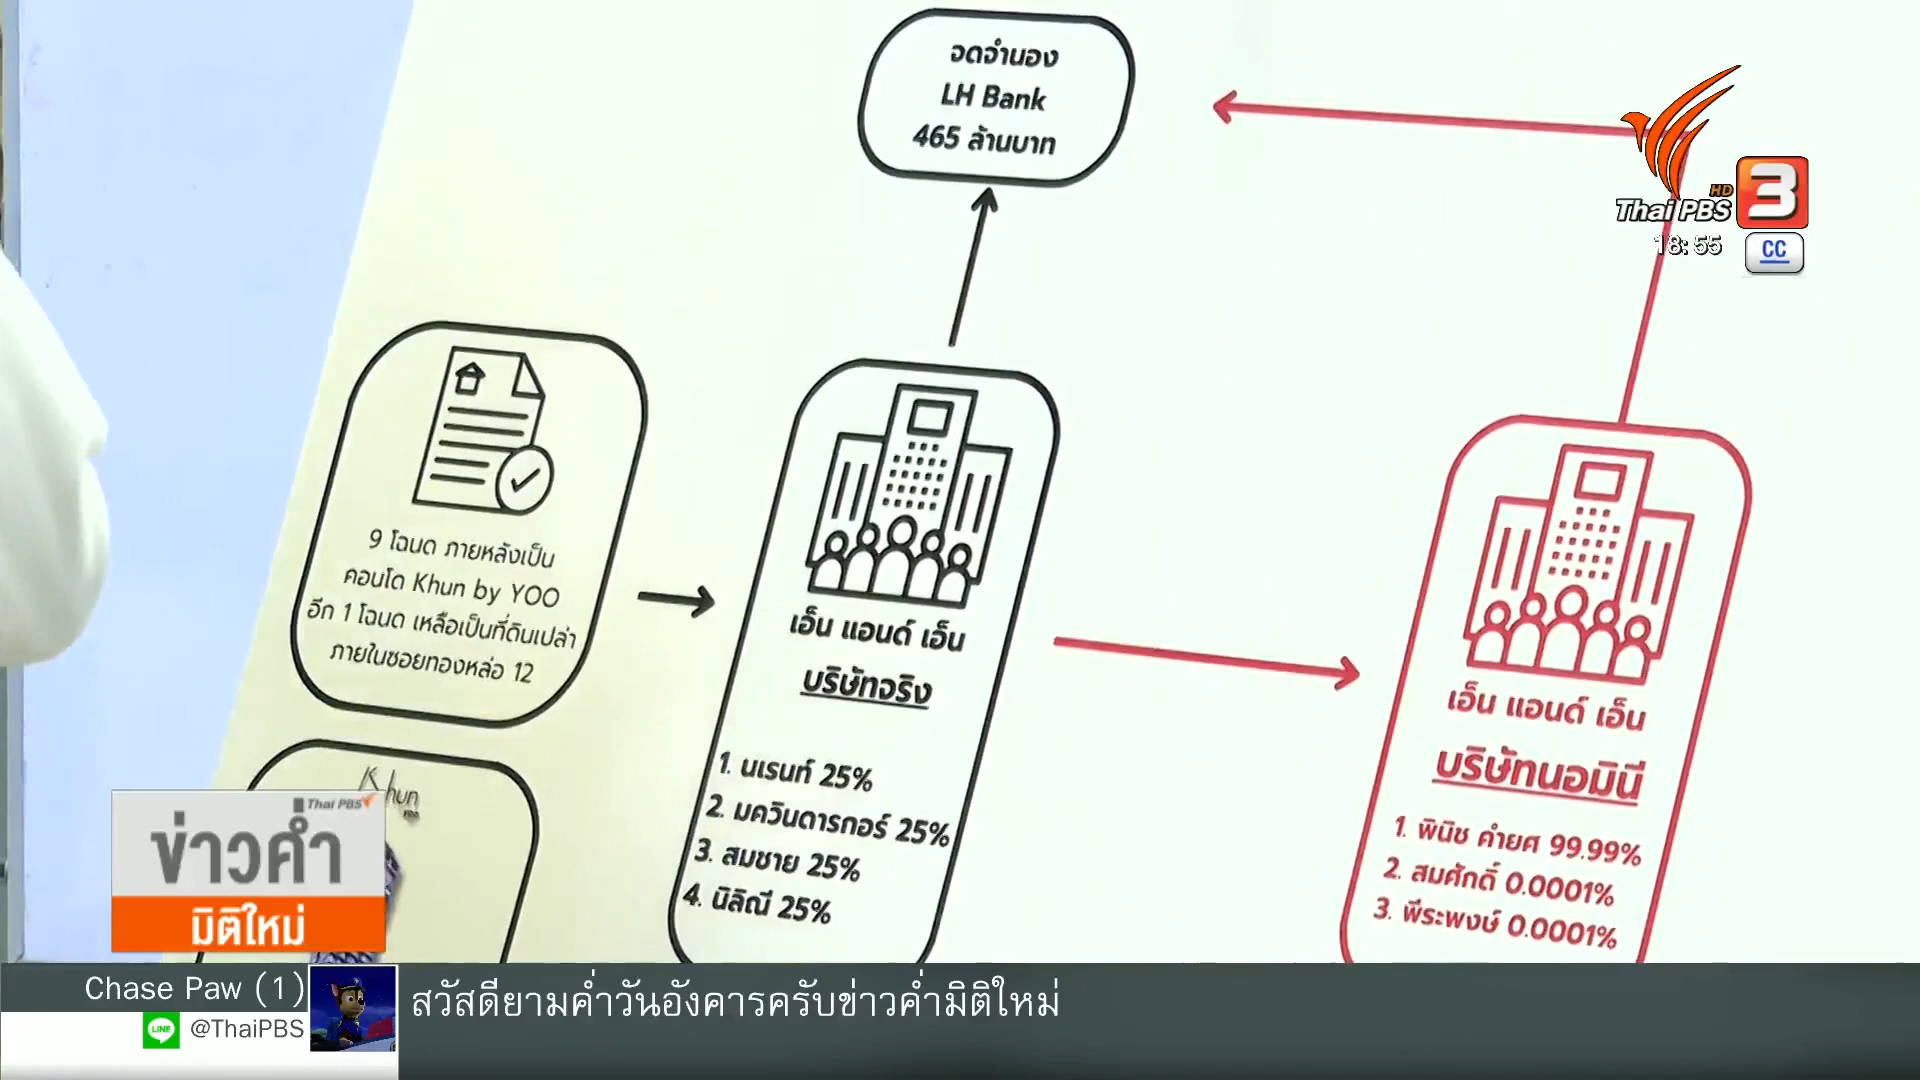 จดจำนอง
LH Bank
465 ล้านบาท
Thai PBS
HD
3
18:55
CC
9 โฉนด ภายหลังเป็น
คอนโด Khun by YOO
อีก 1 โฉนด เหลือเป็นที่ดินเปล่า
ภายในซอยทองหล่อ 12
เอ็น แอนด์ เอ็น
บริษัทจริง
1. นเรนท์ 25%
2. มควินดารกอร์ 25%
3. สมชาย 25%
4. นิลิณี 25%
เอ็น แอนด์ เอ็น
บริษัทนอมินี
1. พินิช คำยศ 99.99%
2. สมศักดิ์ 0.0001%
3. พีระพงษ์ 0.0001%
Khun
Thai PBS
ข่าวค่ำ
มิติใหม่
Chase Paw (1)
LINE
@ThaiPBS
สวัสดียามค่ำวันอังคารครับข่าวค่ำมิติใหม่